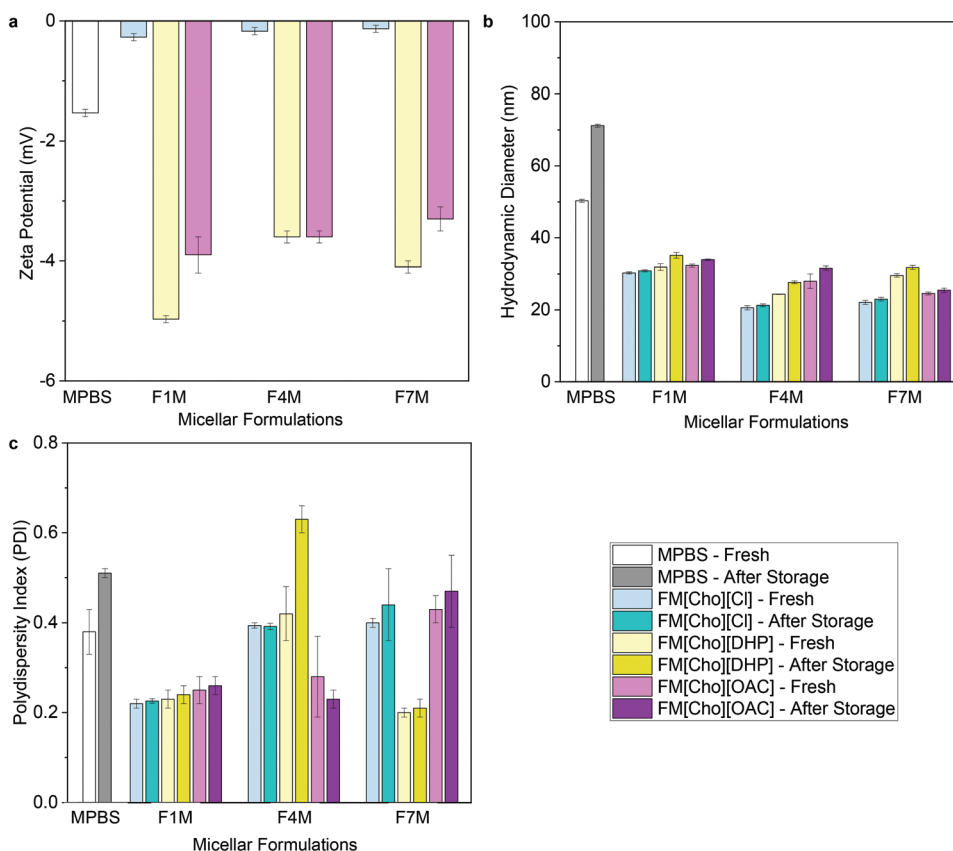 a
0
-2
-4
-6
Zeta Potential (mV)
MPBS F1M F4M F7M
Micellar Formulations
b
100
80
60
40
20
0
Hydrodynamic Diameter (nm)
MPBS F1M F4M F7M
Micellar Formulations
c
0.8
0.6
0.4
0.2
0.0
Polydispersity Index (PDI)
MPBS F1M F4M F7M
Micellar Formulations
MPBS - Fresh
MPBS - After Storage
FM[Cho][Cl] - Fresh
FM[Cho][Cl] - After Storage
FM[Cho][DHP] - Fresh
FM[Cho][DHP] - After Storage
FM[Cho][OAC] - Fresh
FM[Cho][OAC] - After Storage